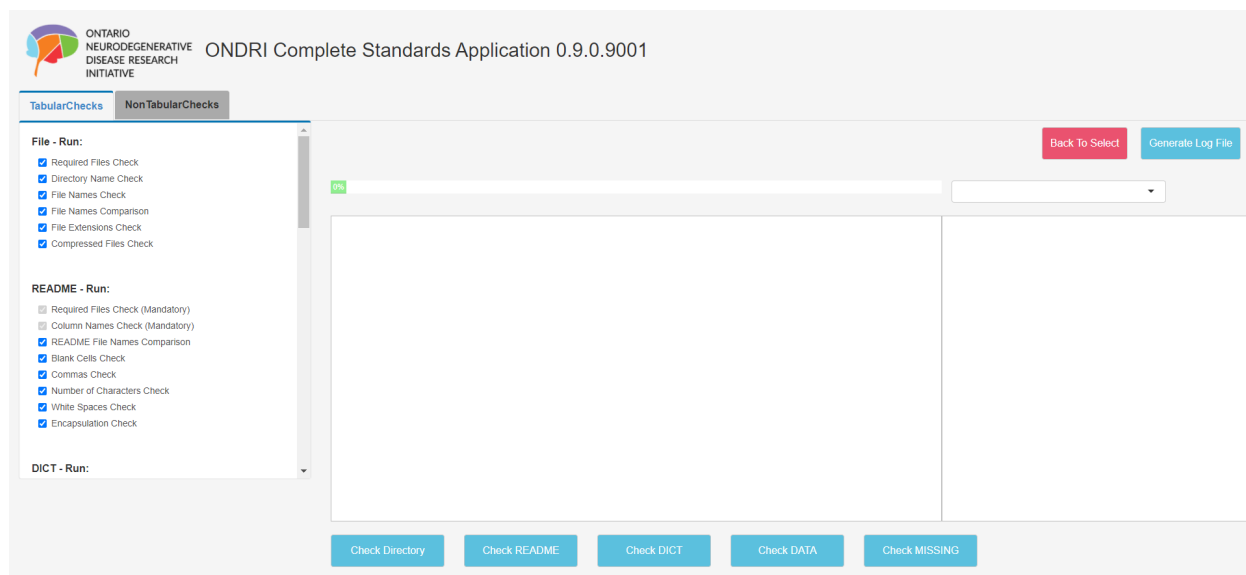 ONTARIO
NEURODEGENERATIVE
DISEASE RESEARCH
INITIATIVE
ONDRI Complete Standards Application 0.9.0.9001
TabularChecks
NonTabularChecks
File - Run:
Required Files Check
Directory Name Check
File Names Check
File Names Comparison
File Extensions Check
Compressed Files Check
README - Run:
Required Files Check (Mandatory)
Column Names Check (Mandatory)
README File Names Comparison
Blank Cells Check
Commas Check
Number of Characters Check
White Spaces Check
Encapsulation Check
DICT - Run:
Back To Select
Generate Log File
0%
Check Directory
Check README
Check DICT
Check DATA
Check MISSING